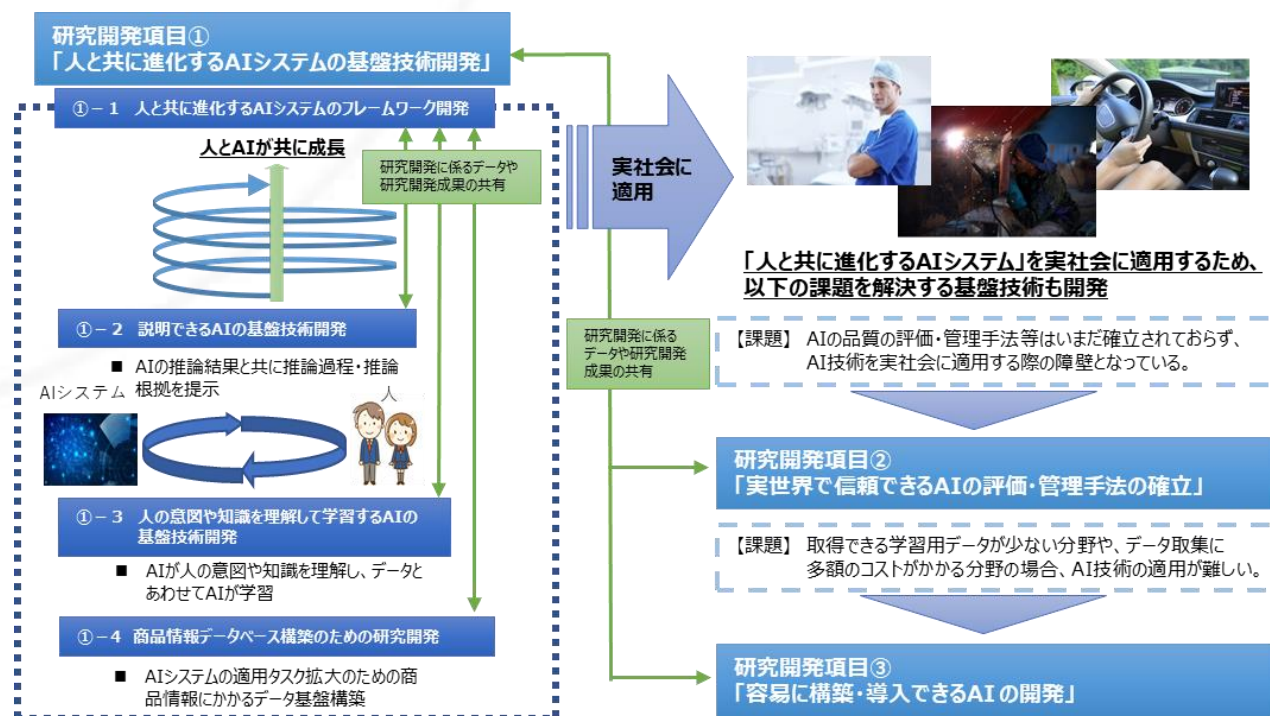 研究開発項目①
「人と共に進化するAIシステムの基盤技術開発」
①-1 人と共に進化するAIシステムのフレームワーク開発
人とAIが共に成長
研究開発に係るデータや
研究開発成果の共有
①-2 説明できるAIの基盤技術開発
■ AIの推論結果と共に推論過程・推論
根拠を提示
AIシステム
人
①-3 人の意図や知識を理解して学習するAIの
基盤技術開発
■ AIが人の意図や知識を理解し、データと
あわせてAIが学習
①-4 商品情報データベース構築のための研究開発
■ AIシステムの適用タスク拡大のための商
品情報にかかるデータ基盤構築
実社会に
適用
「人と共に進化するAIシステム」を実社会に適用するため、
以下の課題を解決する基盤技術も開発
研究開発に係る
データや研究開発
成果の共有
【課題】 AIの品質の評価・管理手法等はいまだ確立されておらず、
AI技術を実社会に適用する際の障壁となっている。
研究開発項目②
「実世界で信頼できるAIの評価・管理手法の確立」
【課題】 取得できる学習用データが少ない分野や、データ取集に
多額のコストがかかる分野の場合、AI技術の適用が難しい。
研究開発項目③
「容易に構築・導入できるAI の開発」